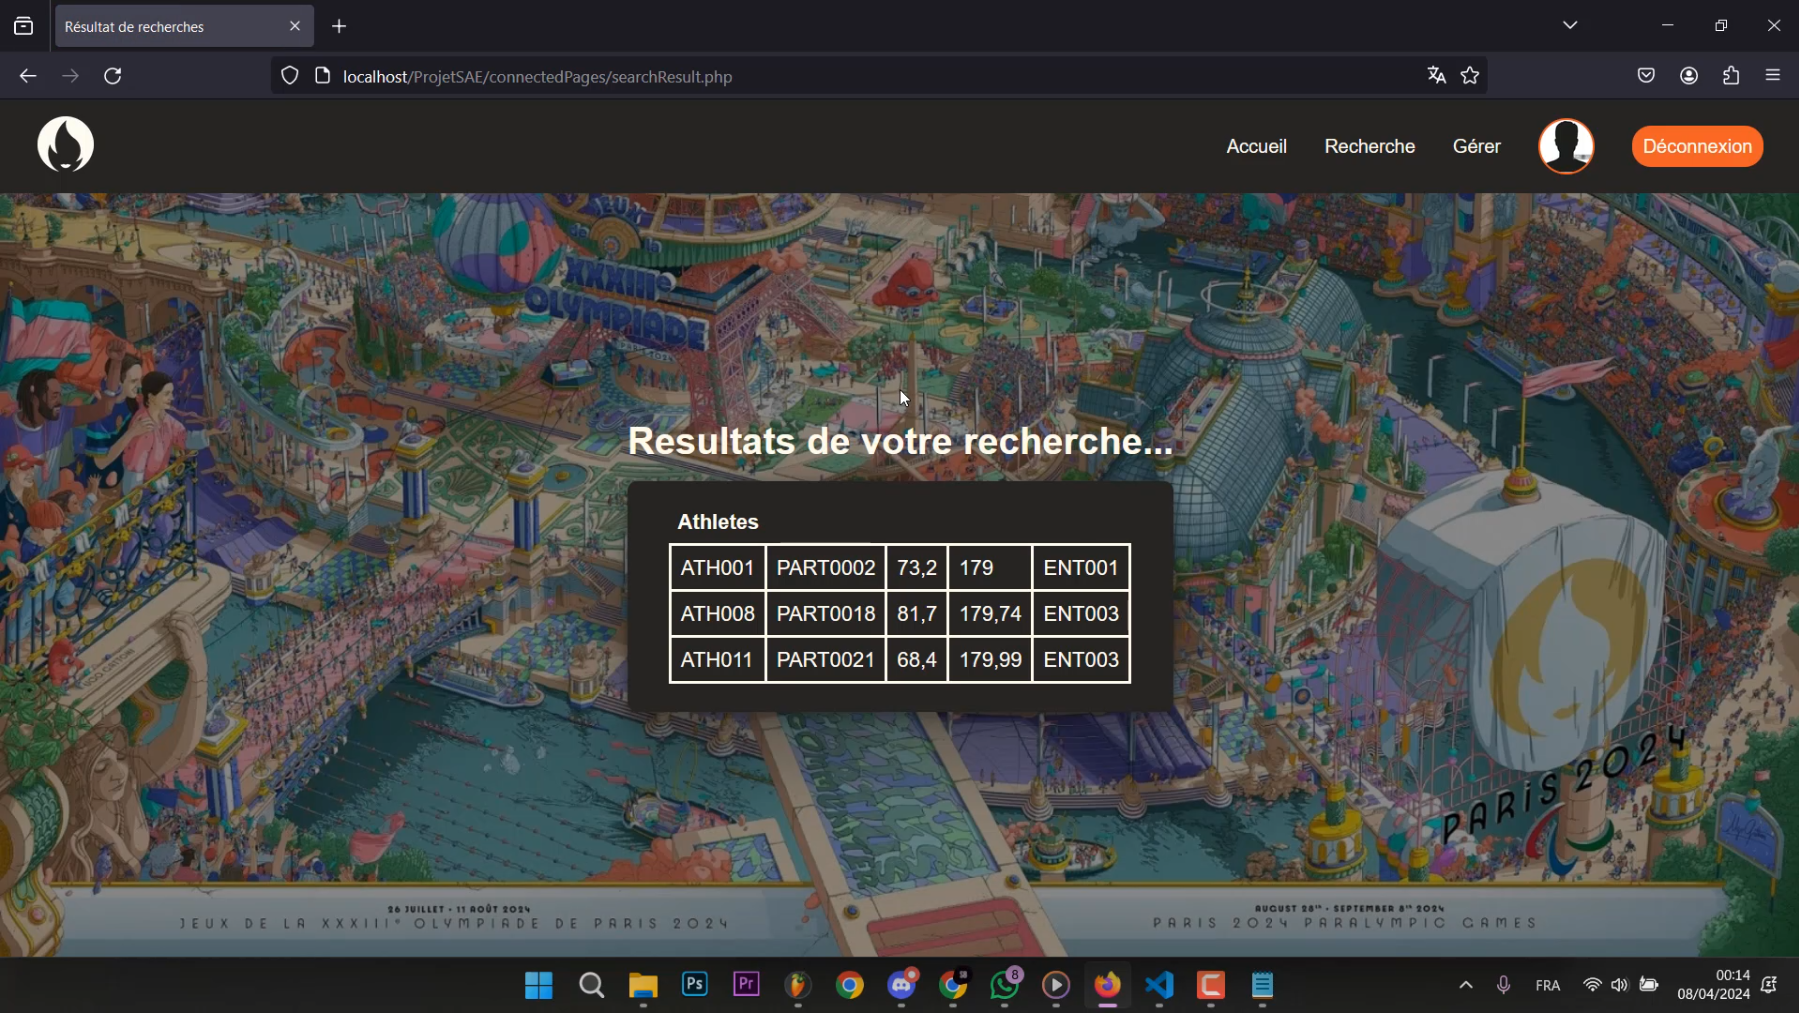 Résultat de recherches
localhost/ProjetSAE/connectedPages/searchResult.php
Accueil Recherche Gérer Déconnexion
XXXIIIe
OLYMPIADE
Resultats de votre recherche...
Athletes
ATH001 PART0002 73,2 179 ENT001
ATH008 PART0018 81,7 179,74 ENT003
ATH011 PART0021 68,4 179,99 ENT003
PARIS 2024
26 JUILLET - 11 AOÛT 2024
JEUX DE LA XXXIIIe OLYMPIADE DE PARIS 2024
AUGUST 28TH - SEPTEMBER 8TH 2024
PARIS 2024 PARALYMPIC GAMES
Ps
Pr
8
FRA
00:14
08/04/2024